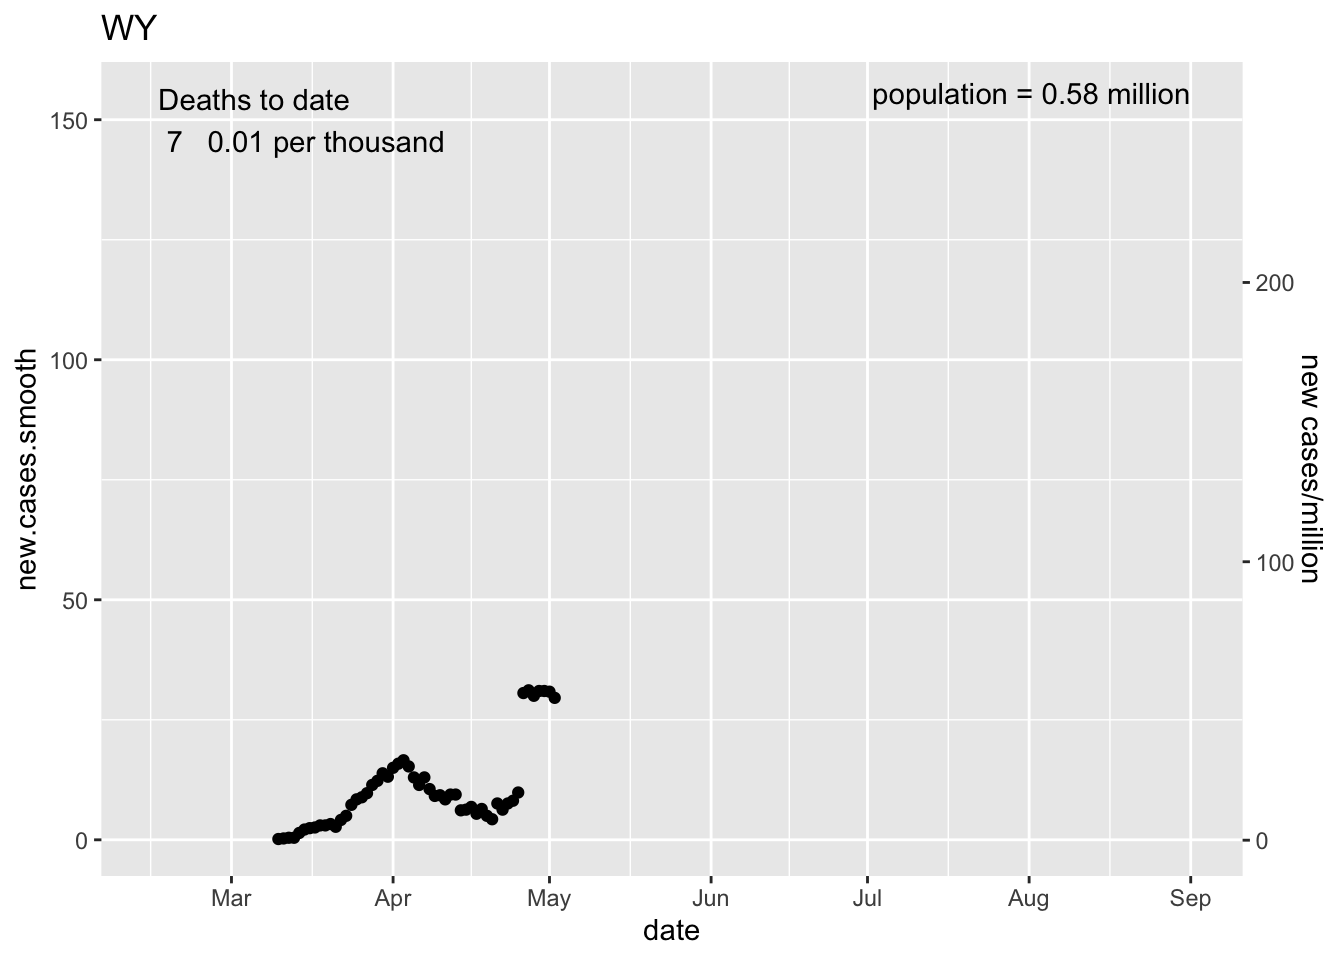 WY
Deaths to date
7 0.01 per thousand
population = 0.58 million
150
100
50
0
new.cases.smooth
200
100
0
new cases/million
Mar Apr May Jun Jul Aug Sep
date